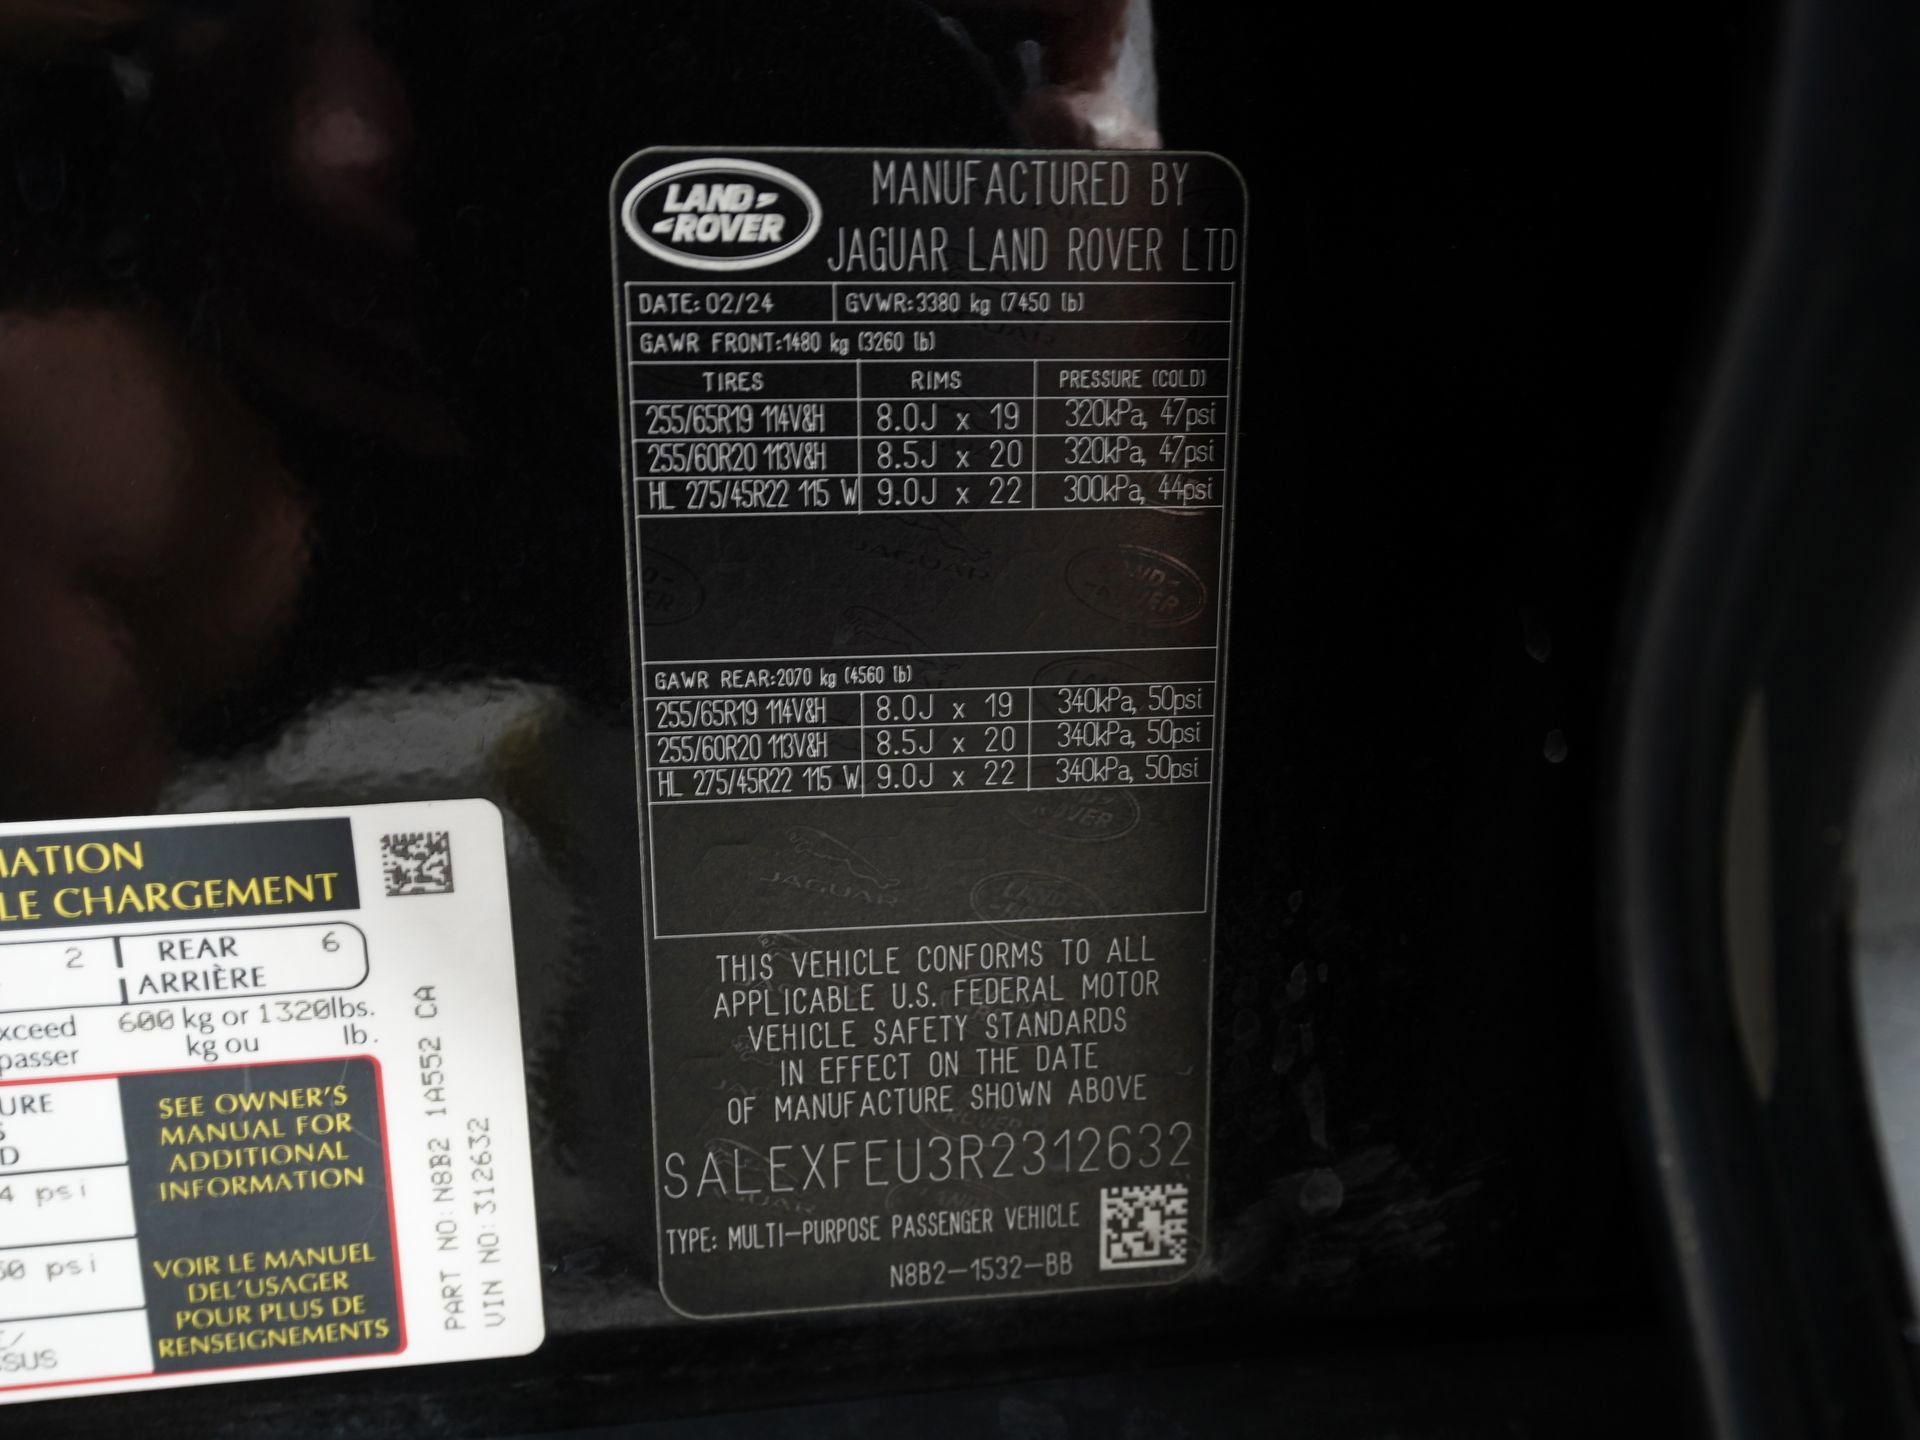 LAND
ROVER
MANUFACTURED BY
JAGUAR LAND ROVER LTD
DATE: 02/24 GVWR:3380 kg (7450 lb)
GAWR FRONT:1480 kg (3260 lb)
TIRES RIMS PRESSURE (COLD)
255/65R19 114V&H 8.0J x 19 320kPa, 47psi
255/60R20 113V&H 8.5J x 20 320kPa, 47psi
HL 275/45R22 115 W 9.0J x 22 300kPa, 44psi
GAWR REAR:2070 kg (4560 lb)
255/65R19 114V&H 8.0J x 19 340kPa, 50psi
255/60R20 113V&H 8.5J x 20 340kPa, 50psi
HL 275/45R22 115 W 9.0J x 22 340kPa, 50psi
THIS VEHICLE CONFORMS TO ALL
APPLICABLE U.S. FEDERAL MOTOR
VEHICLE SAFETY STANDARDS
IN EFFECT ON THE DATE
OF MANUFACTURE SHOWN ABOVE
SALEXFEU3R2312632
TYPE: MULTI-PURPOSE PASSENGER VEHICLE
N8B2-1532-BB
LE CHARGEMENT
2 REAR 6
ARRIÈRE
600 kg or 1320lbs.
passer kg ou lb.
SEE OWNER'S
MANUAL FOR
ADDITIONAL
INFORMATION
psi
psi
VOIR LE MANUEL
DEL'USAGER
POUR PLUS DE
RENSEIGNEMENTS
PART NO:N8B2 1A552 CA
VIN NO:312632